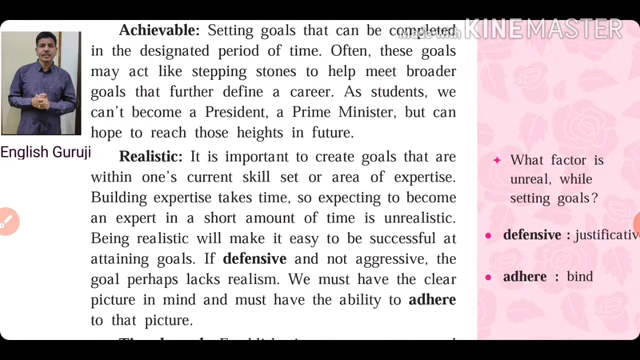 Achievable: Setting goals that can be completed
in the designated period of time. Often, these goals
may act like stepping stones to help meet broader
goals that further define a career. As students, we
can't become a President, a Prime Minister, but can
hope to reach those heights in future.
Realistic: It is important to create goals that are
within one's current skill set or area of expertise.
Building expertise takes time, so expecting to become
an expert in a short amount of time is unrealistic.
Being realistic will make it easy to be successful at
attaining goals. If defensive and not aggressive, the
goal perhaps lacks realism. We must have the clear
picture in mind and must have the ability to adhere
to that picture.
made with KINEMASTER
English Guruji
What factor is
unreal, while
setting goals?
defensive : justificativ
adhere : bind